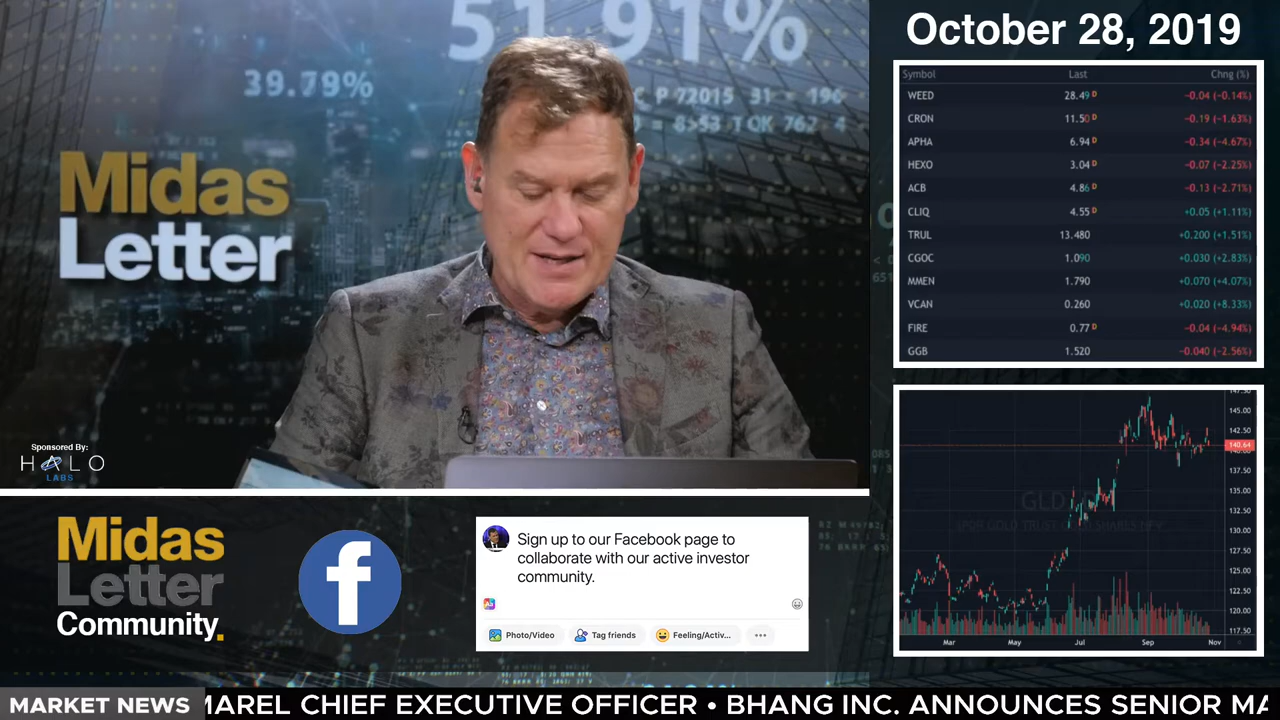 51.91%
39.79%
C P 72015 31 - 196
Midas
Letter
Sponsored By:
HALO
LABS
October 28, 2019
Symbol Last Chng (%)
WEED 28.49 D -0.04 (-0.14%)
CRON 11.50 D -0.19 (-1.63%)
APHA 6.94 D -0.34 (-4.67%)
HEXO 3.04 D -0.07 (-2.25%)
ACB 4.86 D -0.13 (-2.71%)
CLIQ 4.55 D +0.05 (+1.11%)
TRUL 13.480 +0.200 (+1.51%)
CGOC 1.090 +0.030 (+2.83%)
MMEN 1.790 +0.070 (+4.07%)
VCAN 0.260 +0.020 (+8.33%)
FIRE 0.77 D -0.04 (-4.94%)
GGB 1.520 -0.040 (-2.56%)
145.00
142.50
140.64
137.50
135.00
132.50
130.00
127.50
125.00
122.50
120.00
117.50
Mar May Jul Sep Nov
Midas
Letter
Community.
f
Sign up to our Facebook page to
collaborate with our active investor
community.
Photo/Video Tag friends Feeling/Activ... •••
MARKET NEWS MAREL CHIEF EXECUTIVE OFFICER • BHANG INC. ANNOUNCES SENIOR MA